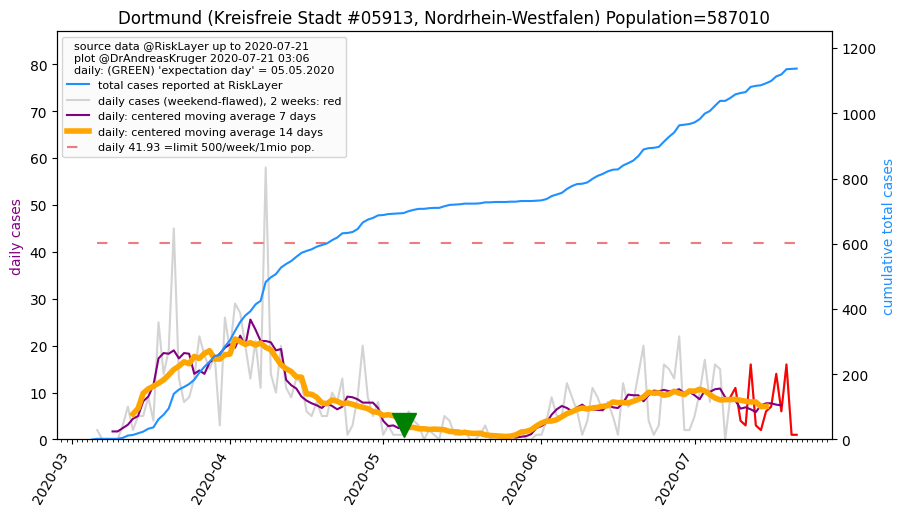 Dortmund (Kreisfreie Stadt #05913, Nordrhein-Westfalen) Population=587010
source data @RiskLayer up to 2020-07-21
plot @DrAndreasKruger 2020-07-21 03:06
daily: (GREEN) 'expectation day' = 05.05.2020
total cases reported at RiskLayer
daily cases (weekend-flawed), 2 weeks: red
daily: centered moving average 7 days
daily: centered moving average 14 days
daily 41.93 =limit 500/week/1mio pop.
daily cases
80
70
60
50
40
30
20
10
0
cumulative total cases
1200
1000
800
600
400
200
0
2020-03
2020-04
2020-05
2020-06
2020-07